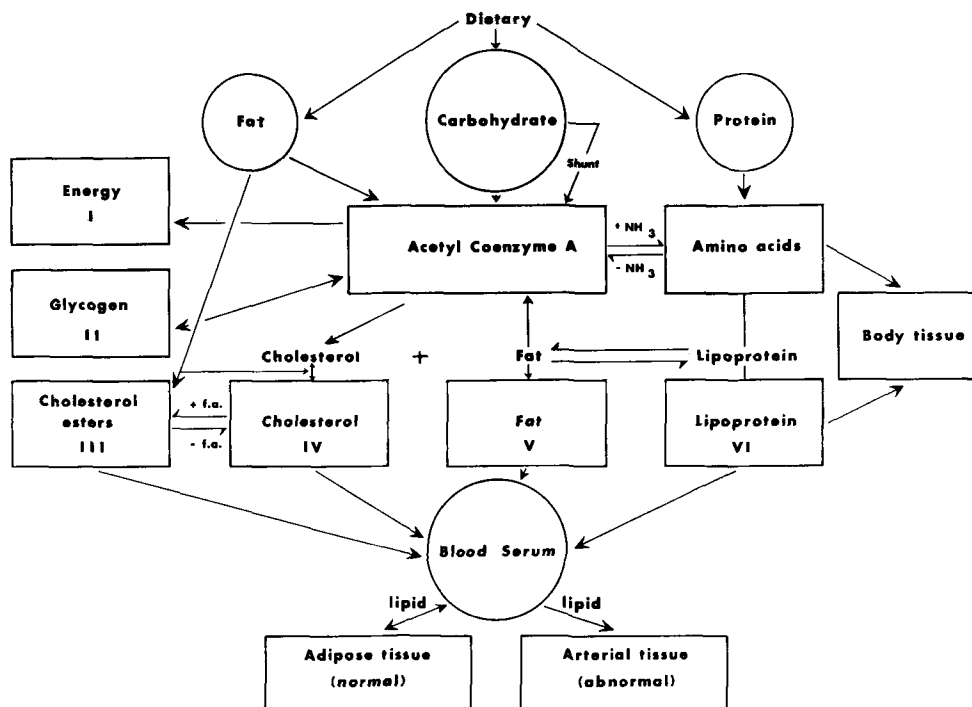 Dietary
Fat
Carbohydrate
Protein
Shunt
Energy
I
Acetyl Coenzyme A
+ NH3
- NH3
Amino acids
Glycogen
II
Body tissue
Cholesterol + Fat
Lipoprotein
Cholesterol
esters
III
+ f.a.
- f.a.
Cholesterol
IV
Fat
V
Lipoprotein
VI
Blood Serum
lipid
lipid
Adipose tissue
(normal)
Arterial tissue
(abnormal)